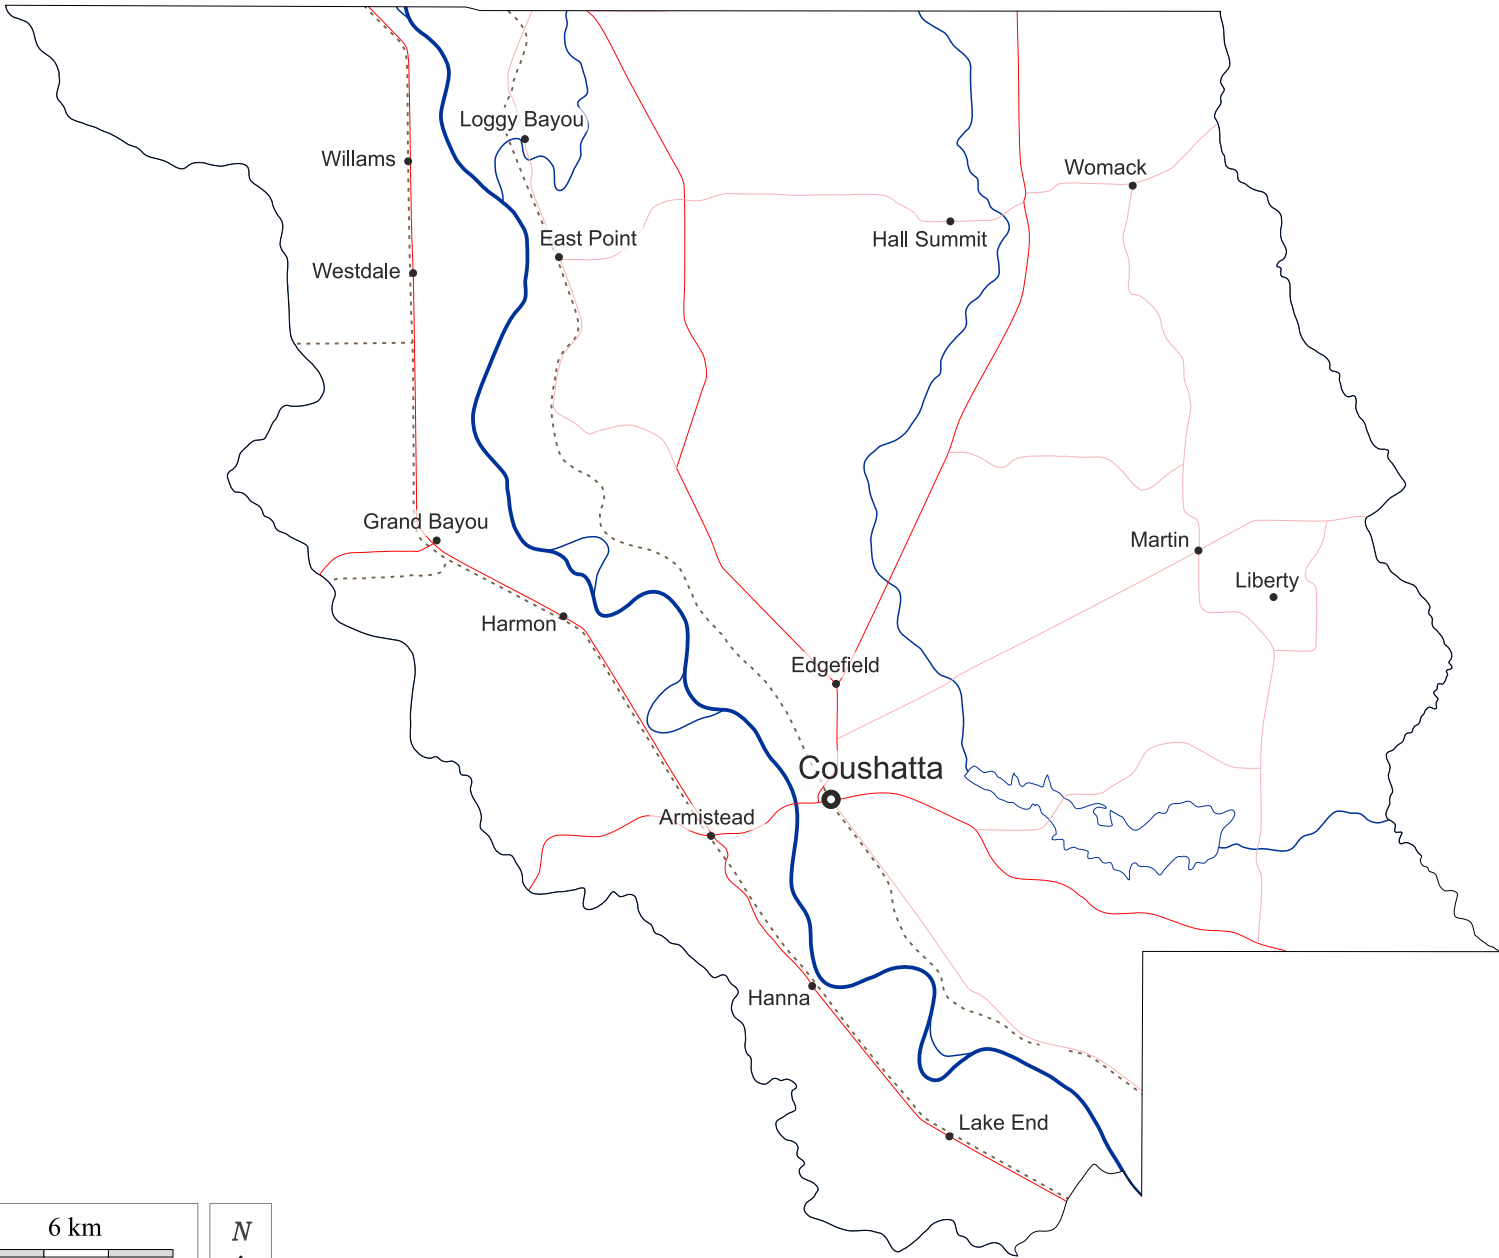 Loggy Bayou
Willams
Womack
East Point
Hall Summit
Westdale
Grand Bayou
Martin
Liberty
Harmon
Edgefield
Coushatta
Armistead
Hanna
Lake End
6 km
N